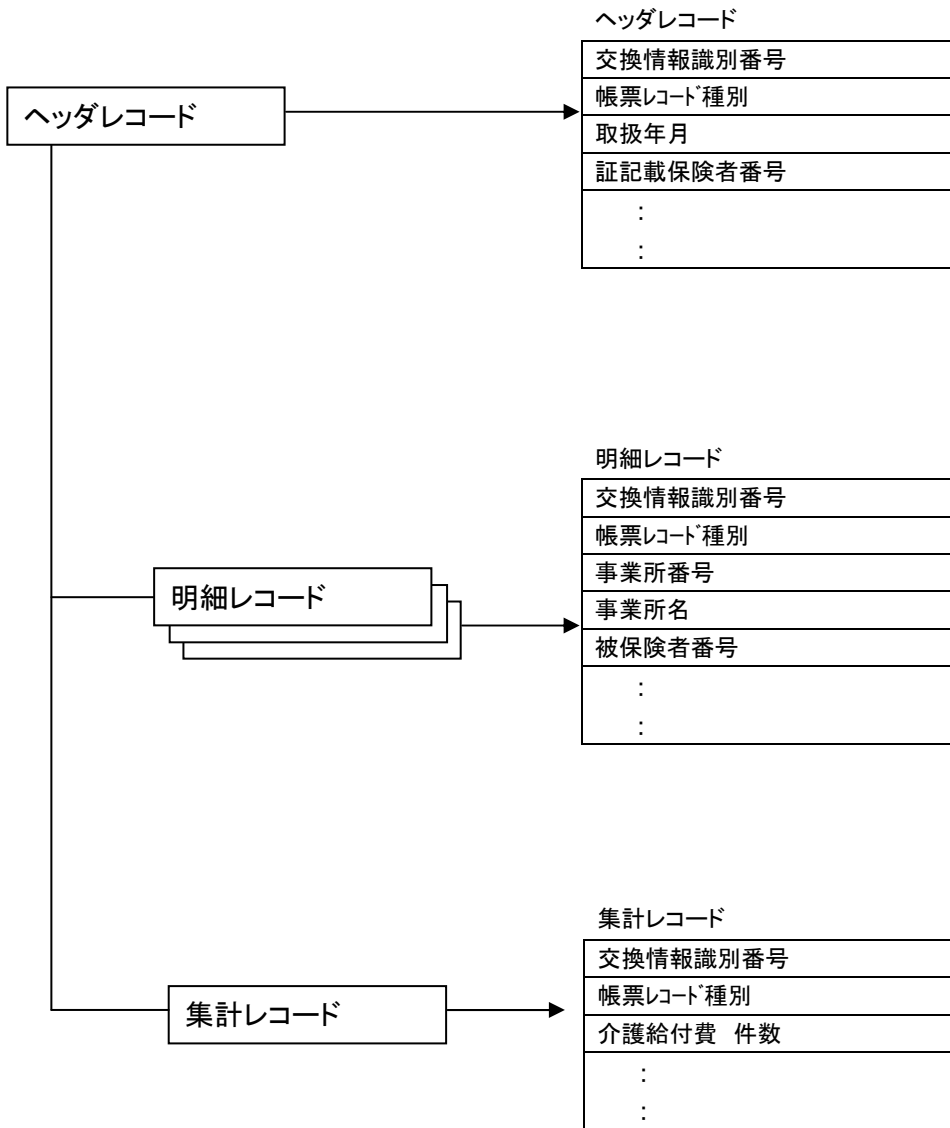 ヘッダレコード
交換情報識別番号
帳票ﾚｺｰﾄﾞ種別
取扱年月
証記載保険者番号
:
:
ヘッダレコード
明細レコード
交換情報識別番号
帳票ﾚｺｰﾄﾞ種別
事業所番号
事業所名
被保険者番号
:
:
明細レコード
集計レコード
交換情報識別番号
帳票ﾚｺｰﾄﾞ種別
介護給付費　件数
:
:
集計レコード